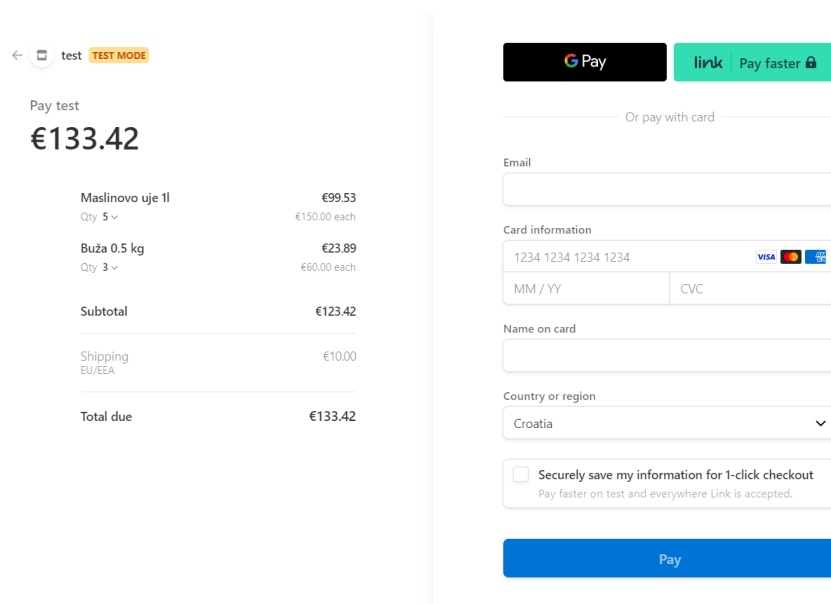 test TEST MODE
Pay test
€133.42
Maslinovo uje 1l €99.53
Qty 5 €150.00 each
Buža 0.5 kg €23.89
Qty 3 €60.00 each
Subtotal €123.42
Shipping €10.00
EU/EEA
Total due €133.42
G Pay link Pay faster
Or pay with card
Email
Card information
1234 1234 1234 1234 VISA
MM / YY CVC
Name on card
Country or region
Croatia
Securely save my information for 1-click checkout
Pay faster on test and everywhere Link is accepted.
Pay